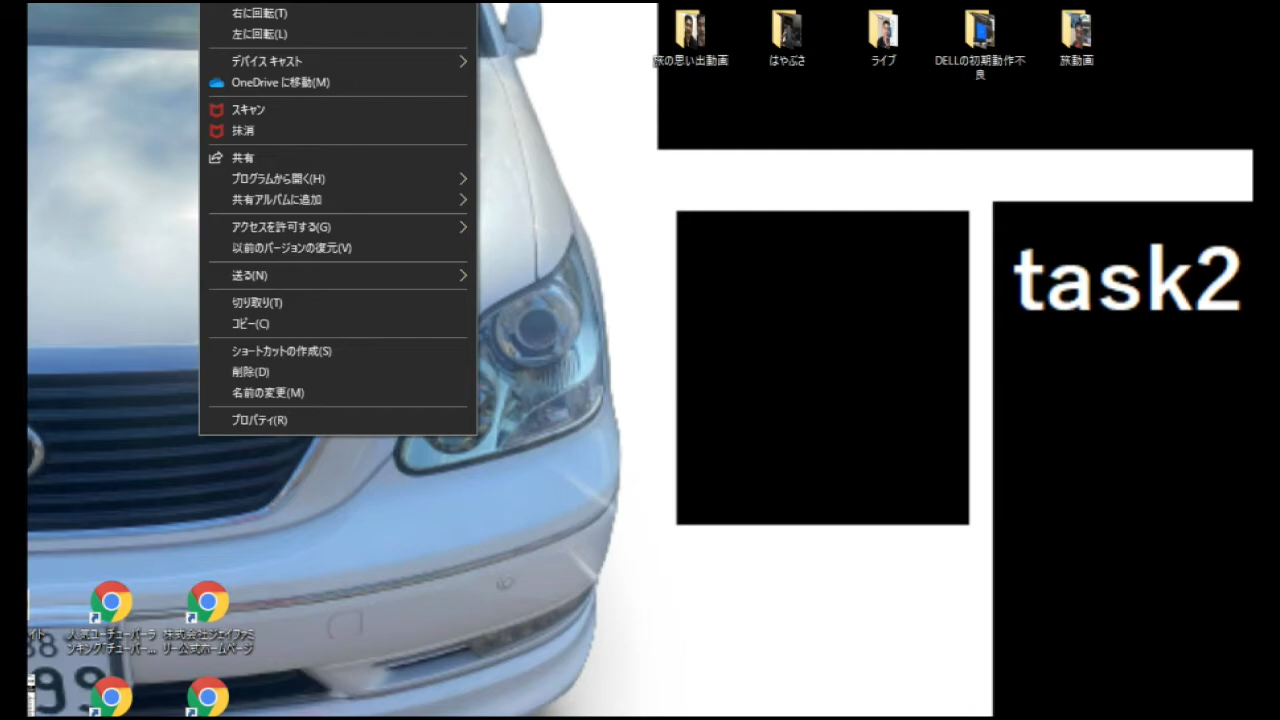 右に回転(T)
左に回転(L)
デバイス キャスト
OneDrive に移動(M)
スキャン
抹消
共有
プログラムから開く(H)
共有アルバムに追加
アクセスを許可する(G)
以前のバージョンの復元(V)
送る(N)
切り取り(T)
コピー(C)
ショートカットの作成(S)
削除(D)
名前の変更(M)
プロパティ(R)
旅の思い出動画
はやぶさ
ライブ
DELLの初期動作不
良
旅動画
task2
イト
人気ユーチューバーラ
ンキング チューバー...
株式会社ジェイファミ
リー公式ホームページ
88
99